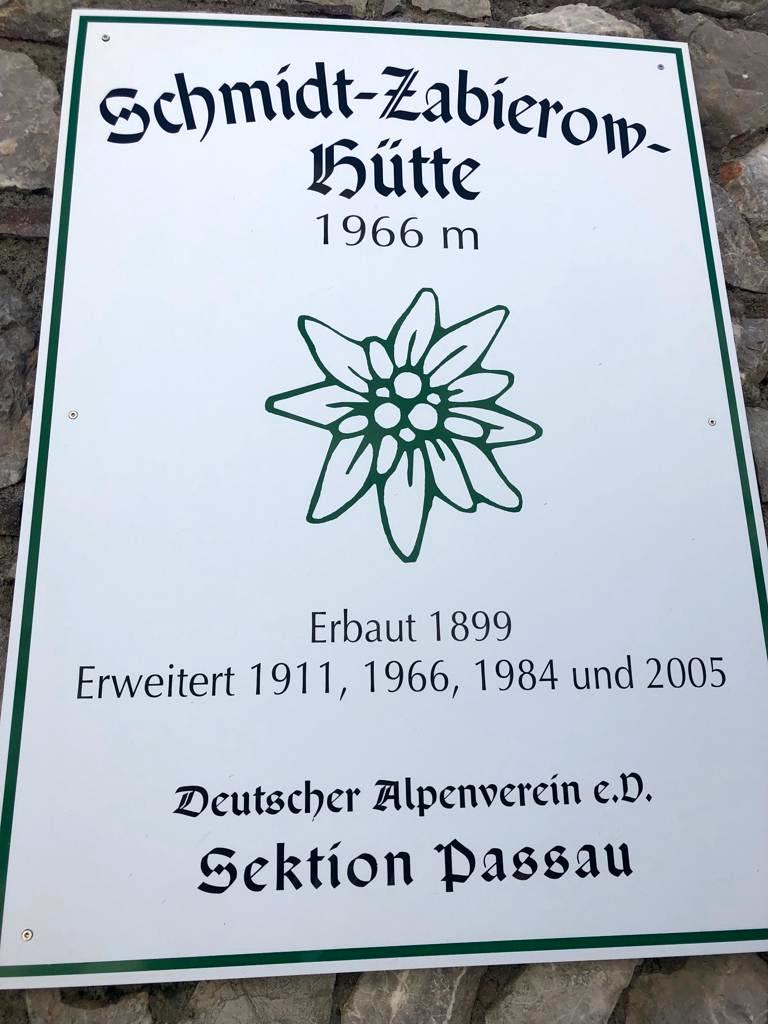 Schmidt-Zabierow-
Hütte
1966 m
Erbaut 1899
Erweitert 1911, 1966, 1984 und 2005
Deutscher Alpenverein e.V.
Sektion Passau